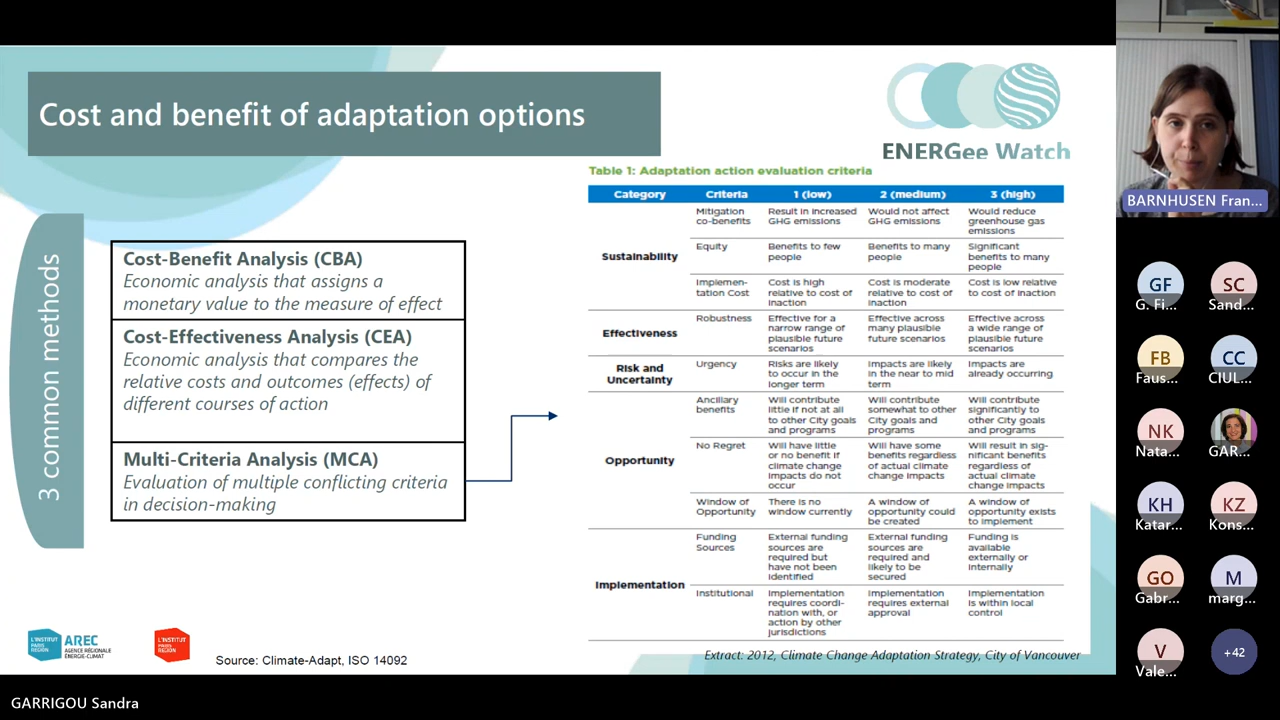 Cost and benefit of adaptation options
ENERGee Watch
3 common methods
Cost-Benefit Analysis (CBA)
Economic analysis that assigns a
monetary value to the measure of effect
Cost-Effectiveness Analysis (CEA)
Economic analysis that compares the
relative costs and outcomes (effects) of
different courses of action
Multi-Criteria Analysis (MCA)
Evaluation of multiple conflicting criteria
in decision-making
Table 1: Adaptation action evaluation criteria
Category Criteria 1 (low) 2 (medium) 3 (high)
Sustainability
Mitigation
co-benefits
Result in increased
GHG emissions
Would not affect
GHG emissions
Would reduce
greenhouse gas
emissions
Equity
Benefits to few
people
Benefits to many
people
Significant
benefits to many
people
Implemen-
tation Cost
Cost is high
relative to cost of
inaction
Cost is moderate
relative to cost of
inaction
Cost is low relative
to cost of inaction
Effectiveness
Robustness
Effective for a
narrow range of
plausible future
scenarios
Effective across
many plausible
future scenarios
Effective across
a wide range of
plausible future
scenarios
Risk and
Uncertainty
Urgency
Risks are likely
to occur in the
longer term
Impacts are likely
in the near to mid
term
Impacts are
already occurring
Opportunity
Ancillary
benefits
Will contribute
little if not at all
to other City goals
and programs
Will contribute
somewhat to other
City goals and
programs
Will contribute
significantly to
other City goals
and programs
No Regret
Will have little
or no benefit if
climate change
impacts do not
occur
Will have some
benefits regardless
of actual climate
change impacts
Will result in sig-
nificant benefits
regardless of
actual climate
change impacts
Window of
Opportunity
There is no
window currently
A window of
opportunity could
be created
A window of
opportunity exists
to implement
Implementation
Funding
Sources
External funding
sources are
required but
have not been
identified
External funding
sources are
required and
likely to be
secured
Funding is
available
externally or
internally
Institutional
Implementation
requires coordi-
nation with, or
action by other
jurisdictions
Implementation
requires external
approval
Implementation
is within local
control
Extract: 2012, Climate Change Adaptation Strategy, City of Vancouver
L'INSTITUT
PARIS
REGION
AREC
AGENCE RÉGIONALE
ÉNERGIE-CLIMAT
L'INSTITUT
PARIS
REGION
Source: Climate-Adapt, ISO 14092
GARRIGOU Sandra
BARNHUSEN Fran...
GF
G. Fi...
SC
Sand...
FB
Faus...
CC
CIUL...
NK
Nata...
GAR...
KH
Katar...
KZ
Kons...
GO
Gabr...
M
marg...
V
Vale...
+42